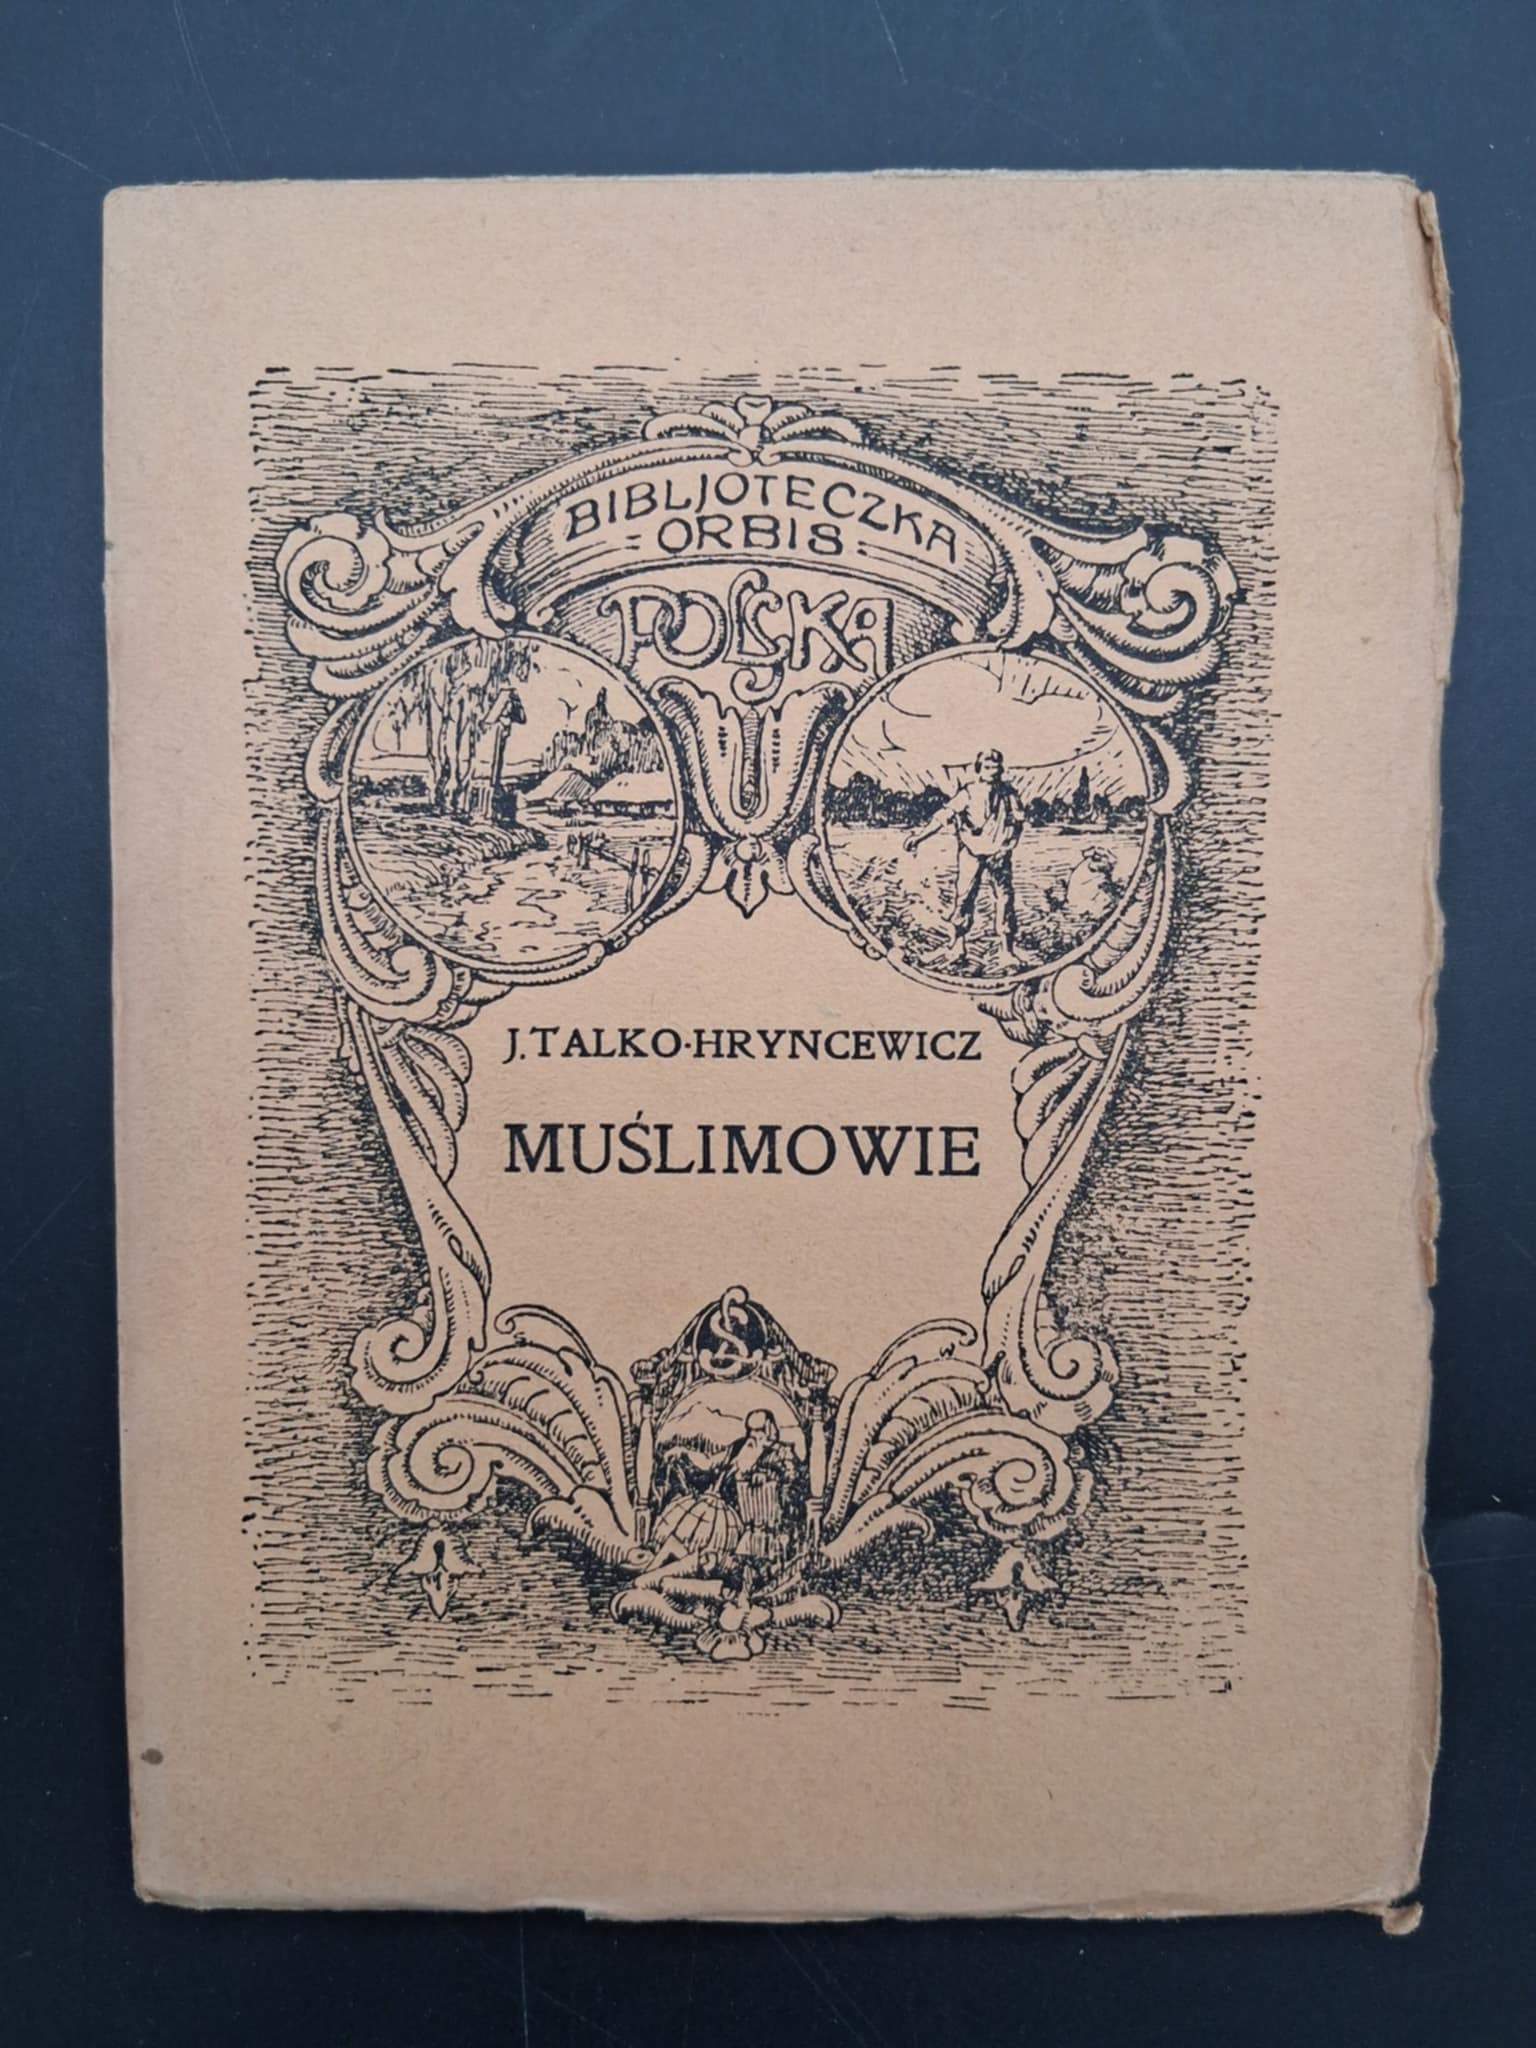 BIBLJOTECZKA
=ORBIS=
POLSKA
J. TALKO-HRYNCEWICZ
MUŚLIMOWIE